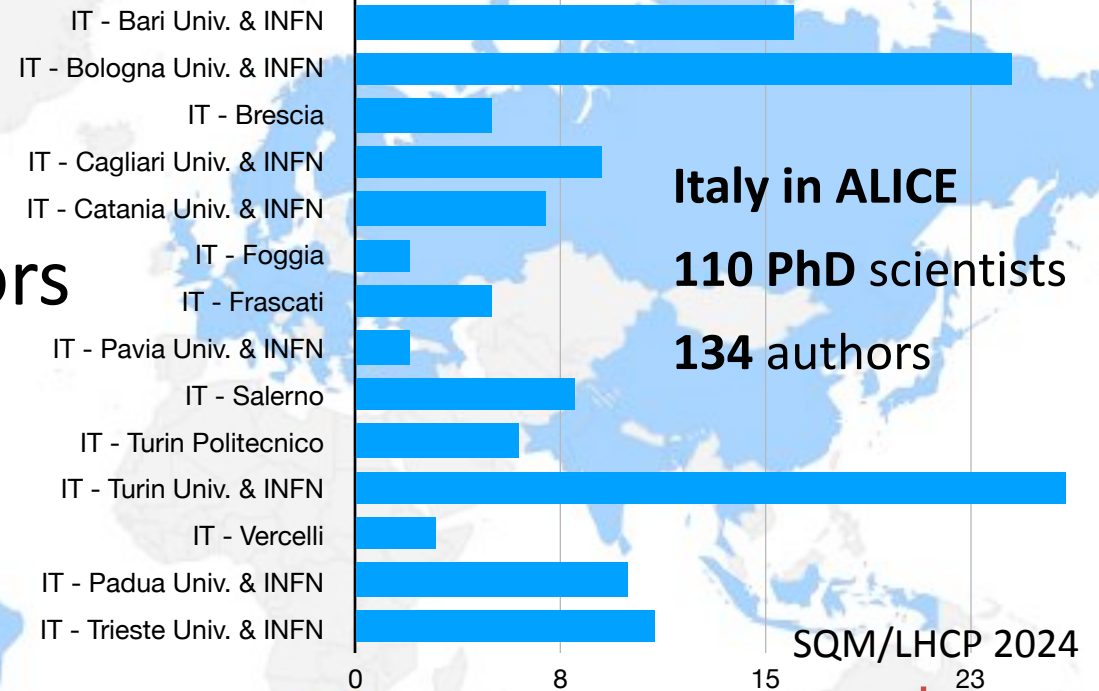 IT - Bari Univ. & INFN
IT - Bologna Univ. & INFN
IT - Brescia
IT - Cagliari Univ. & INFN
IT - Catania Univ. & INFN
IT - Foggia
IT - Frascati
IT - Pavia Univ. & INFN
IT - Salerno
IT - Turin Politecnico
IT - Turin Univ. & INFN
IT - Vercelli
IT - Padua Univ. & INFN
IT - Trieste Univ. & INFN
0 8 15 23
rs
Italy in ALICE
110 PhD scientists
134 authors
SQM/LHCP 2024